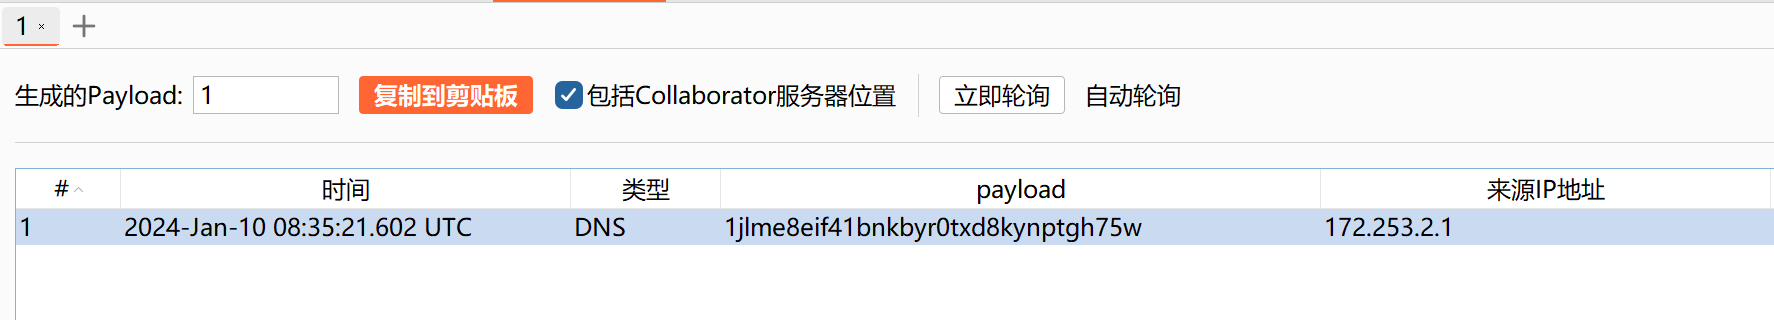 1 ×
生成的Payload: 1 复制到剪贴板 包括Collaborator服务器位置 立即轮询 自动轮询
# 时间 类型 payload 来源IP地址
1 2024-Jan-10 08:35:21.602 UTC DNS 1jlme8eif41bnkbyr0txd8kynptgh75w 172.253.2.1